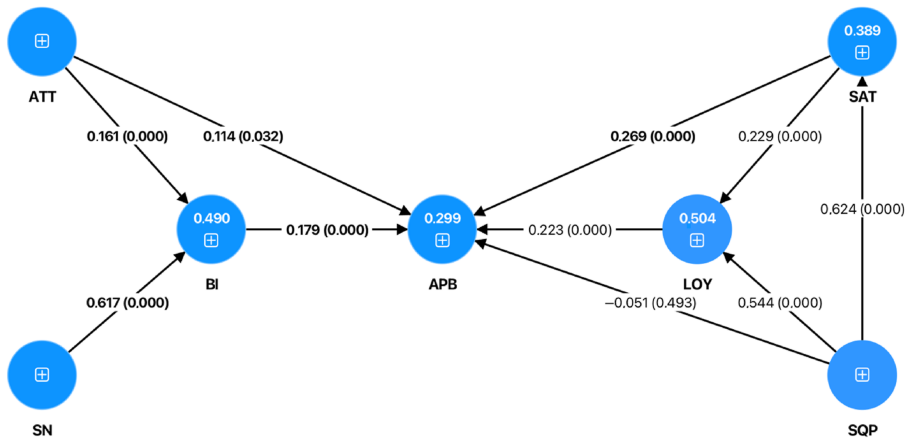 0.389
ATT
SAT
0.161 (0.000)
0.114 (0.032)
0.269 (0.000)
0.229 (0.000)
0.624 (0.000)
0.490
0.179 (0.000)
0.299
0.223 (0.000)
0.504
BI
APB
LOY
0.617 (0.000)
−0.051 (0.493)
0.544 (0.000)
SN
SQP